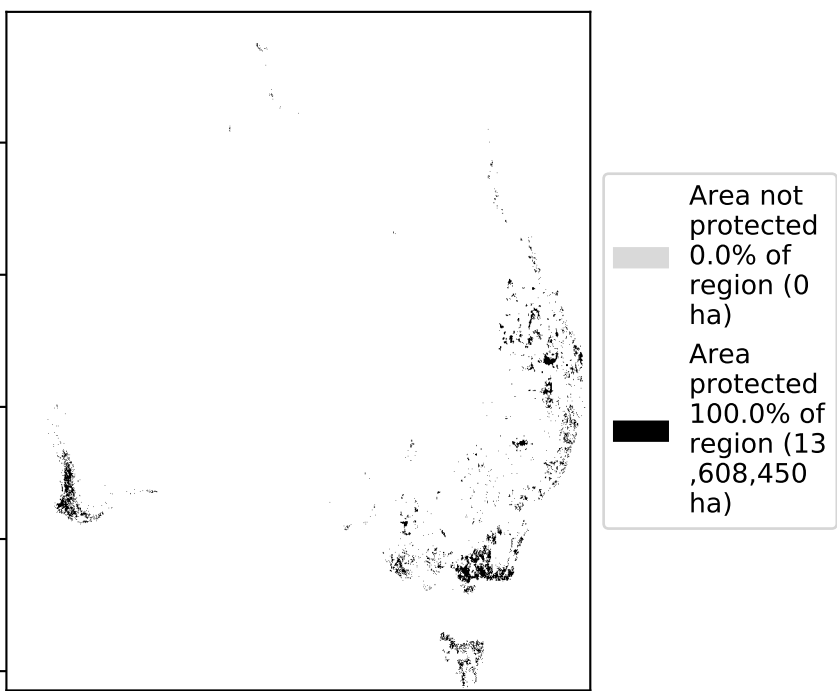 Area not
protected
0.0% of
region (0
ha)
Area
protected
100.0% of
region (13
,608,450
ha)